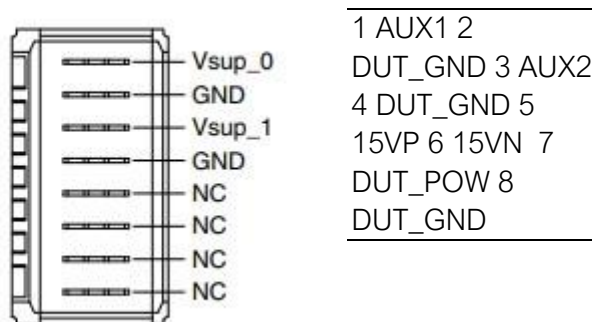 Vsup_0
GND
Vsup_1
GND
NC
NC
NC
NC
1 AUX1 2
DUT_GND 3 AUX2
4 DUT_GND 5
15VP 6 15VN 7
DUT_POW 8
DUT_GND